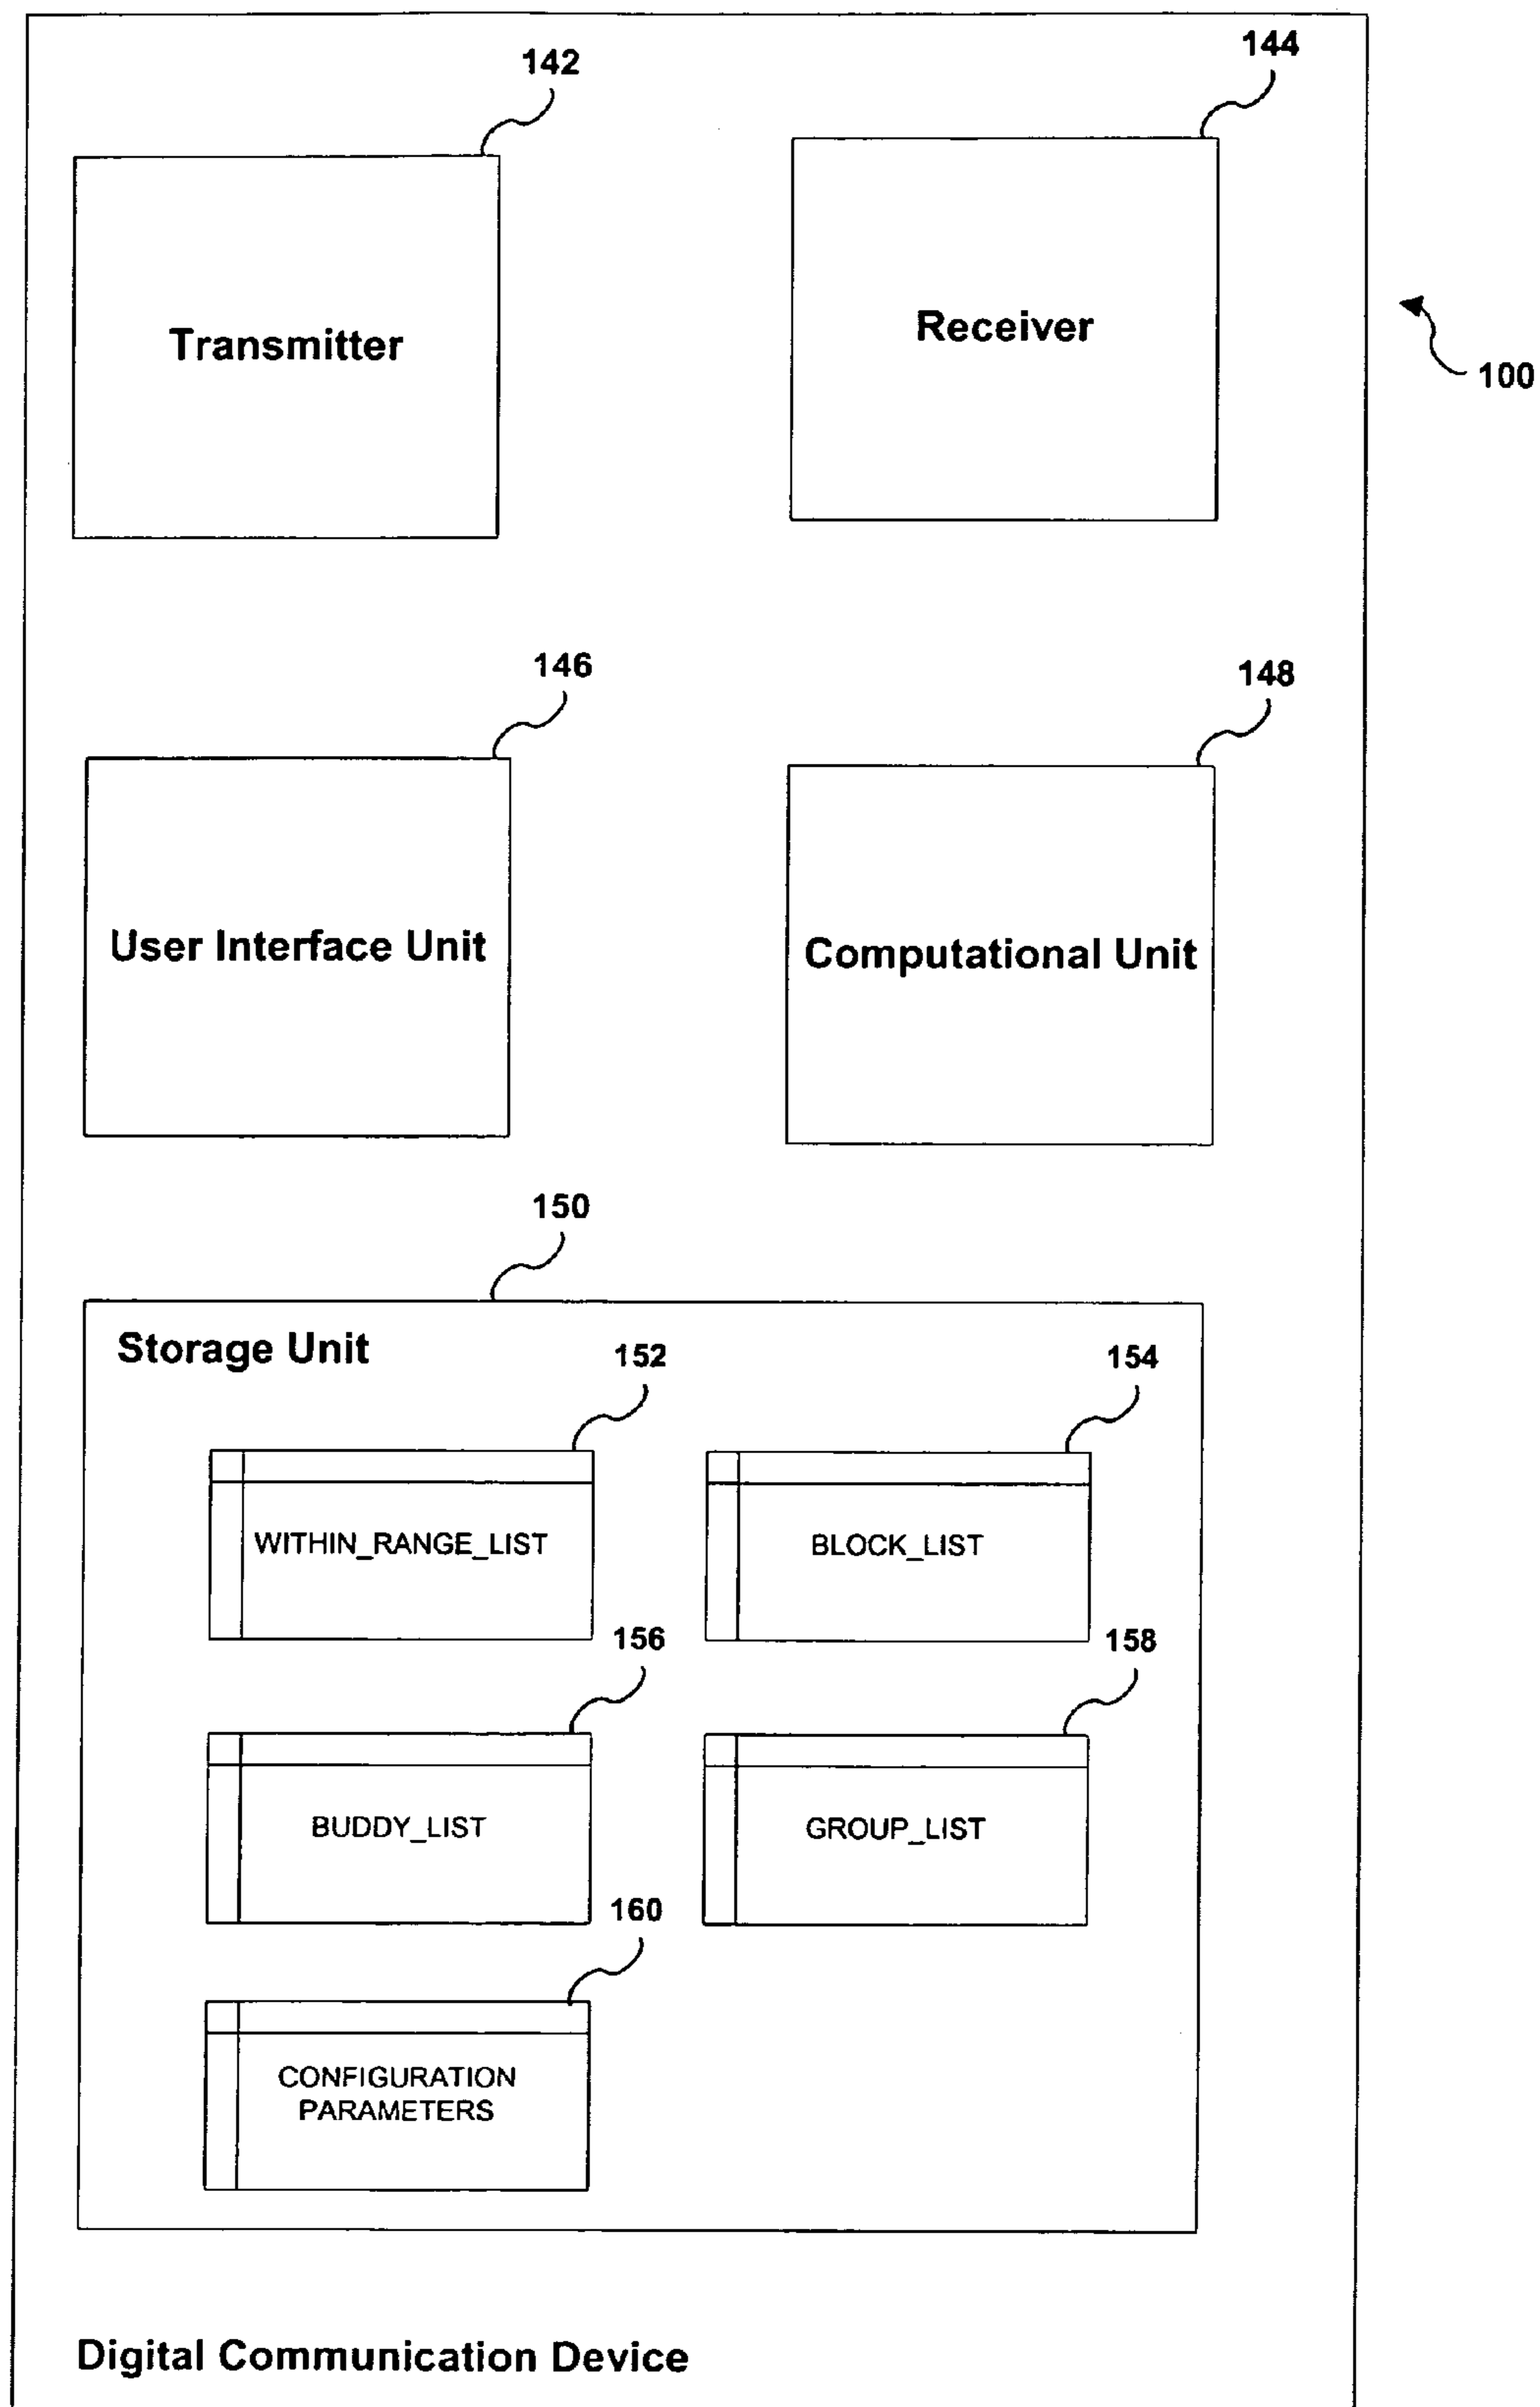 142
144
Transmitter
Receiver
100
146
148
User Interface Unit
Computational Unit
150
Storage Unit
152
154
WITHIN_RANGE_LIST
BLOCK_LIST
156
158
BUDDY_LIST
GROUP_LIST
160
CONFIGURATION
PARAMETERS
Digital Communication Device